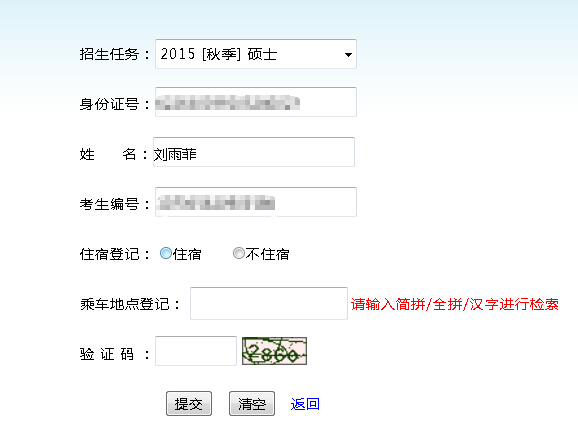 招生任务： 2015 [秋季] 硕士
身份证号：
姓 名： 刘雨菲
考生编号：
住宿登记： 住宿 不住宿
乘车地点登记： 请输入简拼/全拼/汉字进行检索
验 证 码 ：
提交 清空 返回